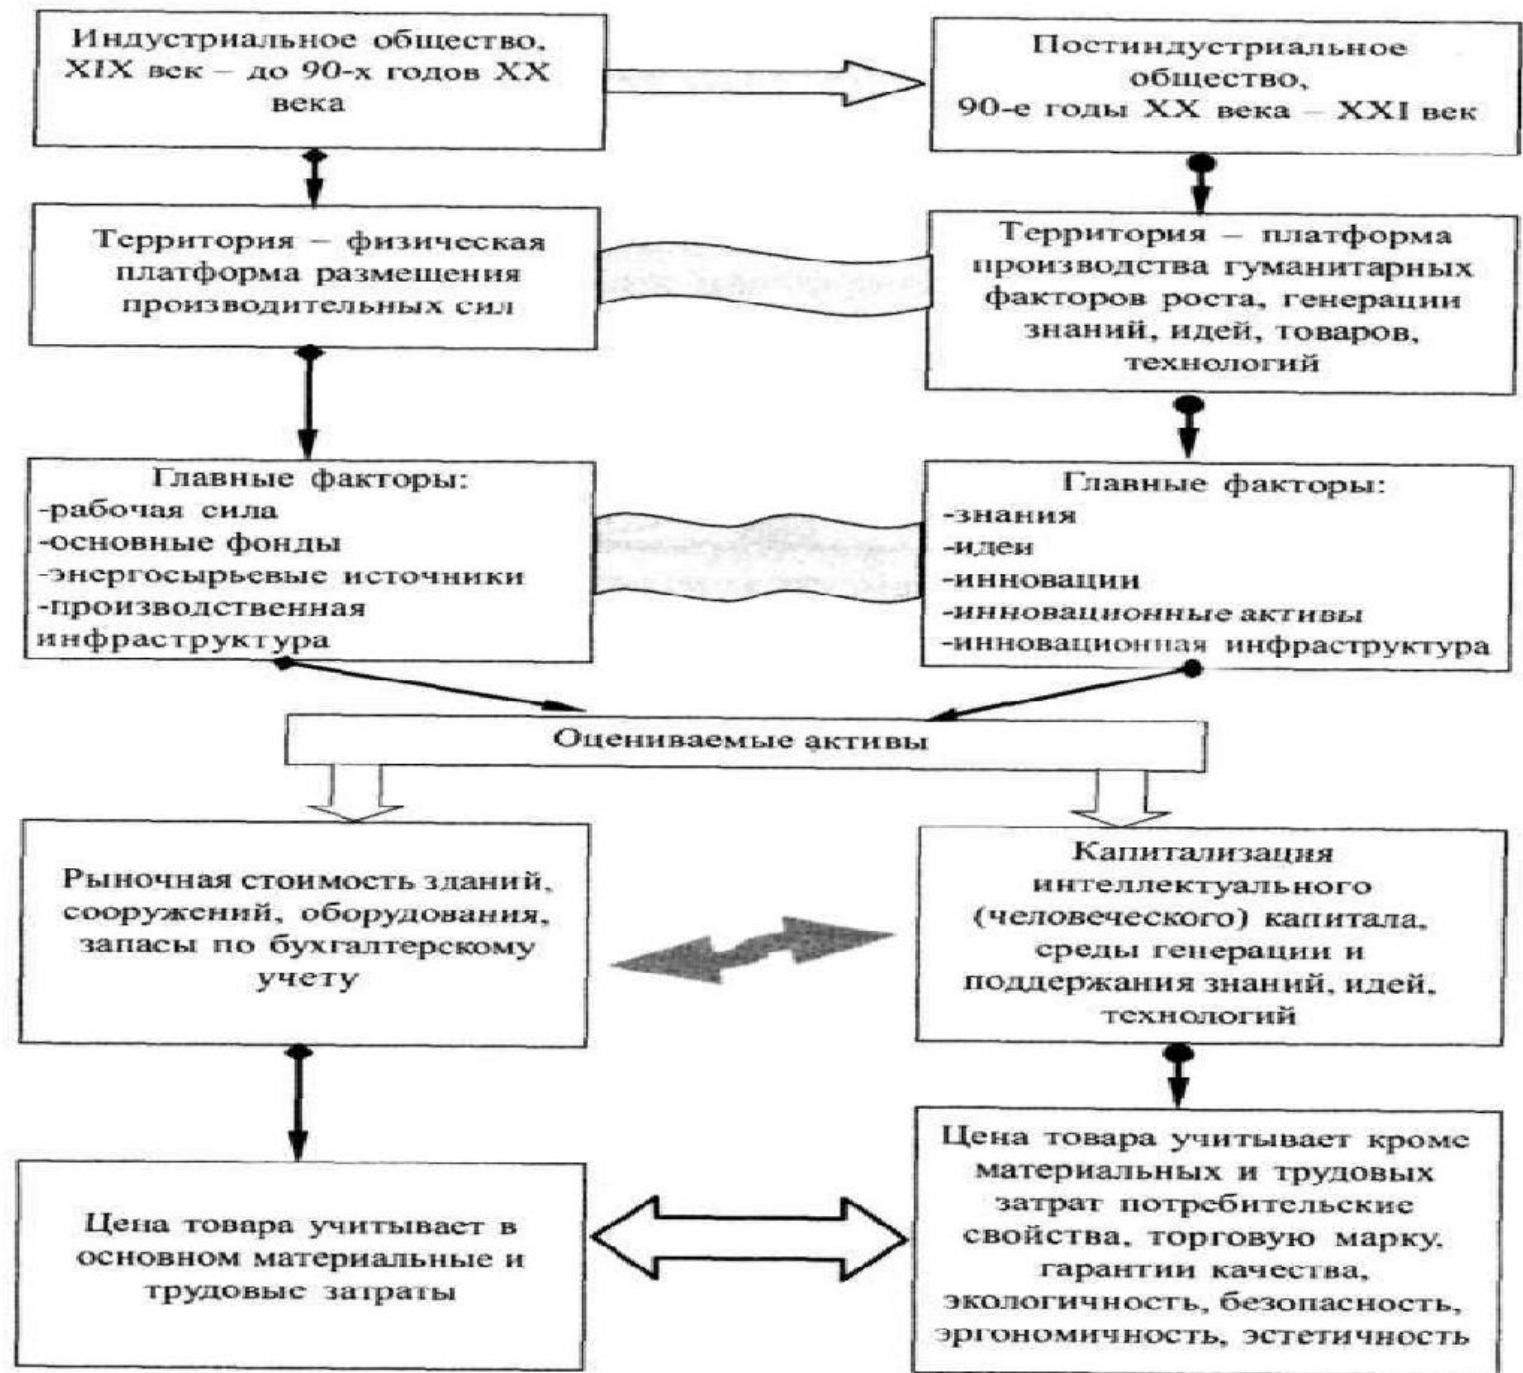 Индустриальное общество,
XIX век – до 90-х годов XX
века
Постиндустриальное
общество,
90-е годы XX века – XXI век
Территория – физическая
платформа размещения
производительных сил
Территория – платформа
производства гуманитарных
факторов роста, генерации
знаний, идей, товаров,
технологий
Главные факторы:
-рабочая сила
-основные фонды
-энергосырьевые источники
-производственная
инфраструктура
Главные факторы:
-знания
-идеи
-инновации
-инновационные активы
-инновационная инфраструктура
Оцениваемые активы
Рыночная стоимость зданий,
сооружений, оборудования,
запасы по бухгалтерскому
учету
Капитализация
интеллектуального
(человеческого) капитала,
среды генерации и
поддержания знаний, идей,
технологий
Цена товара учитывает в
основном материальные и
трудовые затраты
Цена товара учитывает кроме
материальных и трудовых
затрат потребительские
свойства, торговую марку,
гарантии качества,
экологичность, безопасность,
эргономичность, эстетичность